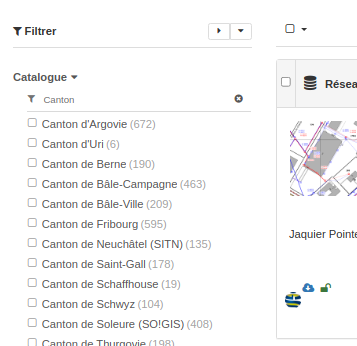 Filtrer
Catalogue
Canton
Canton d'Argovie (672)
Canton d'Uri (6)
Canton de Berne (190)
Canton de Bâle-Campagne (463)
Canton de Bâle-Ville (209)
Canton de Fribourg (595)
Canton de Neuchâtel (SITN) (135)
Canton de Saint-Gall (178)
Canton de Schaffhouse (19)
Canton de Schwyz (104)
Canton de Soleure (SO!GIS) (408)
Canton de Thurgovie (198)
Résea
Jaquier Pointe